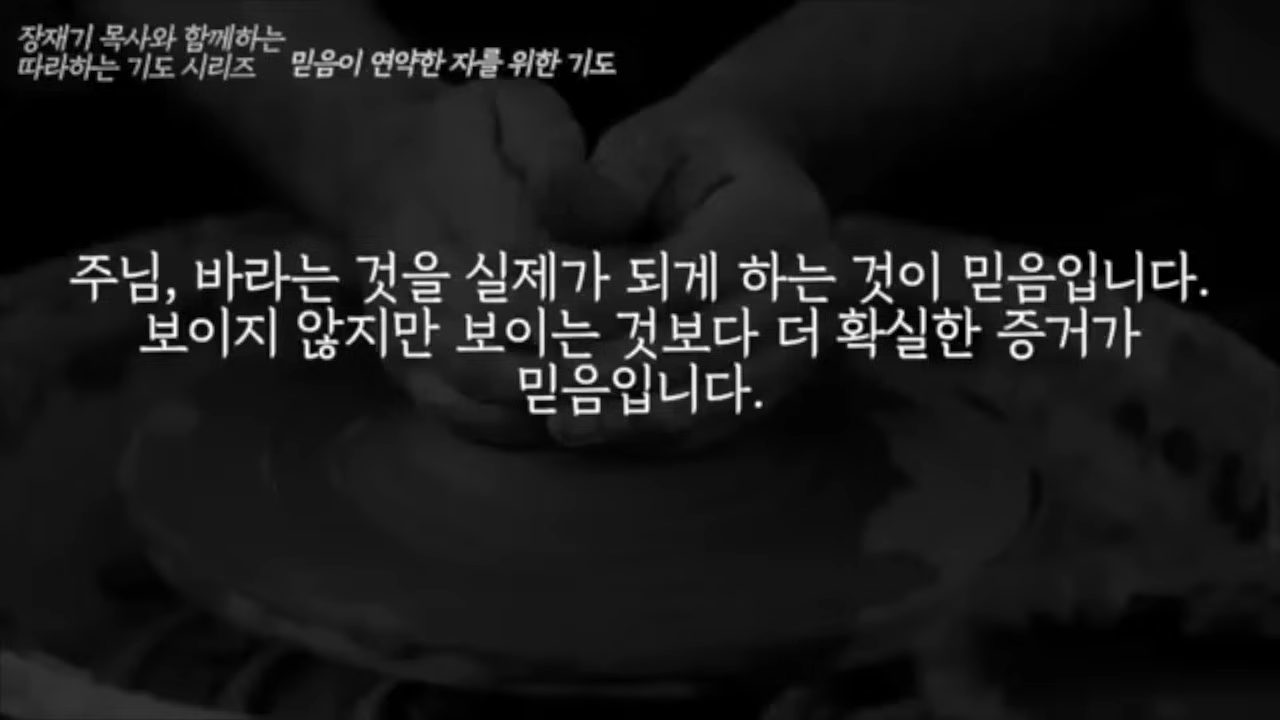 장재기 목사와 함께하는
따라하는 기도 시리즈 믿음이 연약한 자를 위한 기도
주님, 바라는 것을 실제가 되게 하는 것이 믿음입니다.
보이지 않지만 보이는 것보다 더 확실한 증거가
믿음입니다.